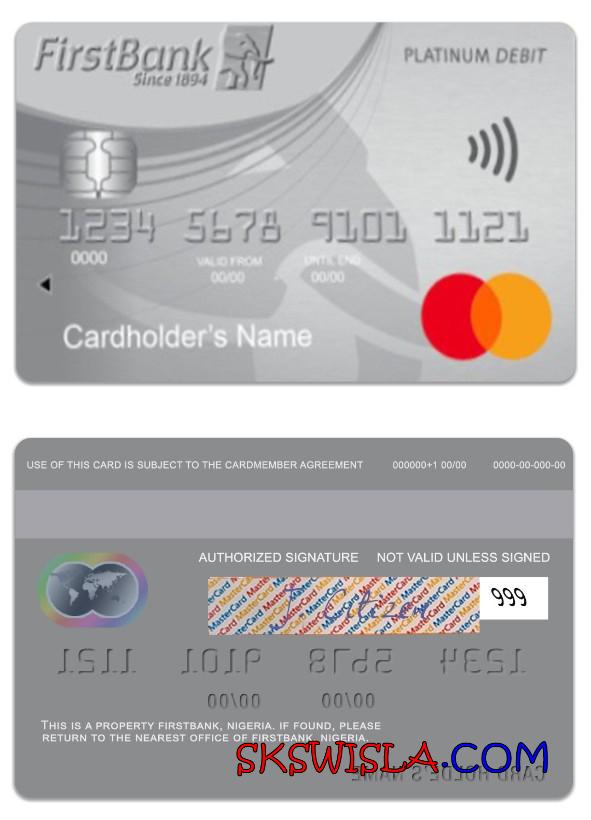 FirstBank
Since 1894
PLATINUM DEBIT
1234 5678 9101 1121
0000
VALID FROM
00/00
UNTIL END
00/00
Cardholder's Name
USE OF THIS CARD IS SUBJECT TO THE CARDMEMBER AGREEMENT 000000+1 00/00 0000-00-000-00
AUTHORIZED SIGNATURE NOT VALID UNLESS SIGNED
MasterCard MasterCard MasterCard
999
1234 5678 9101 1121
00/00 00/00
THIS IS A PROPERTY FIRSTBANK, NIGERIA. IF FOUND, PLEASE
RETURN TO THE NEAREST OFFICE OF FIRSTBANK, NIGERIA.
SKSWISLA.COM
CARD HOLDE'S NAME